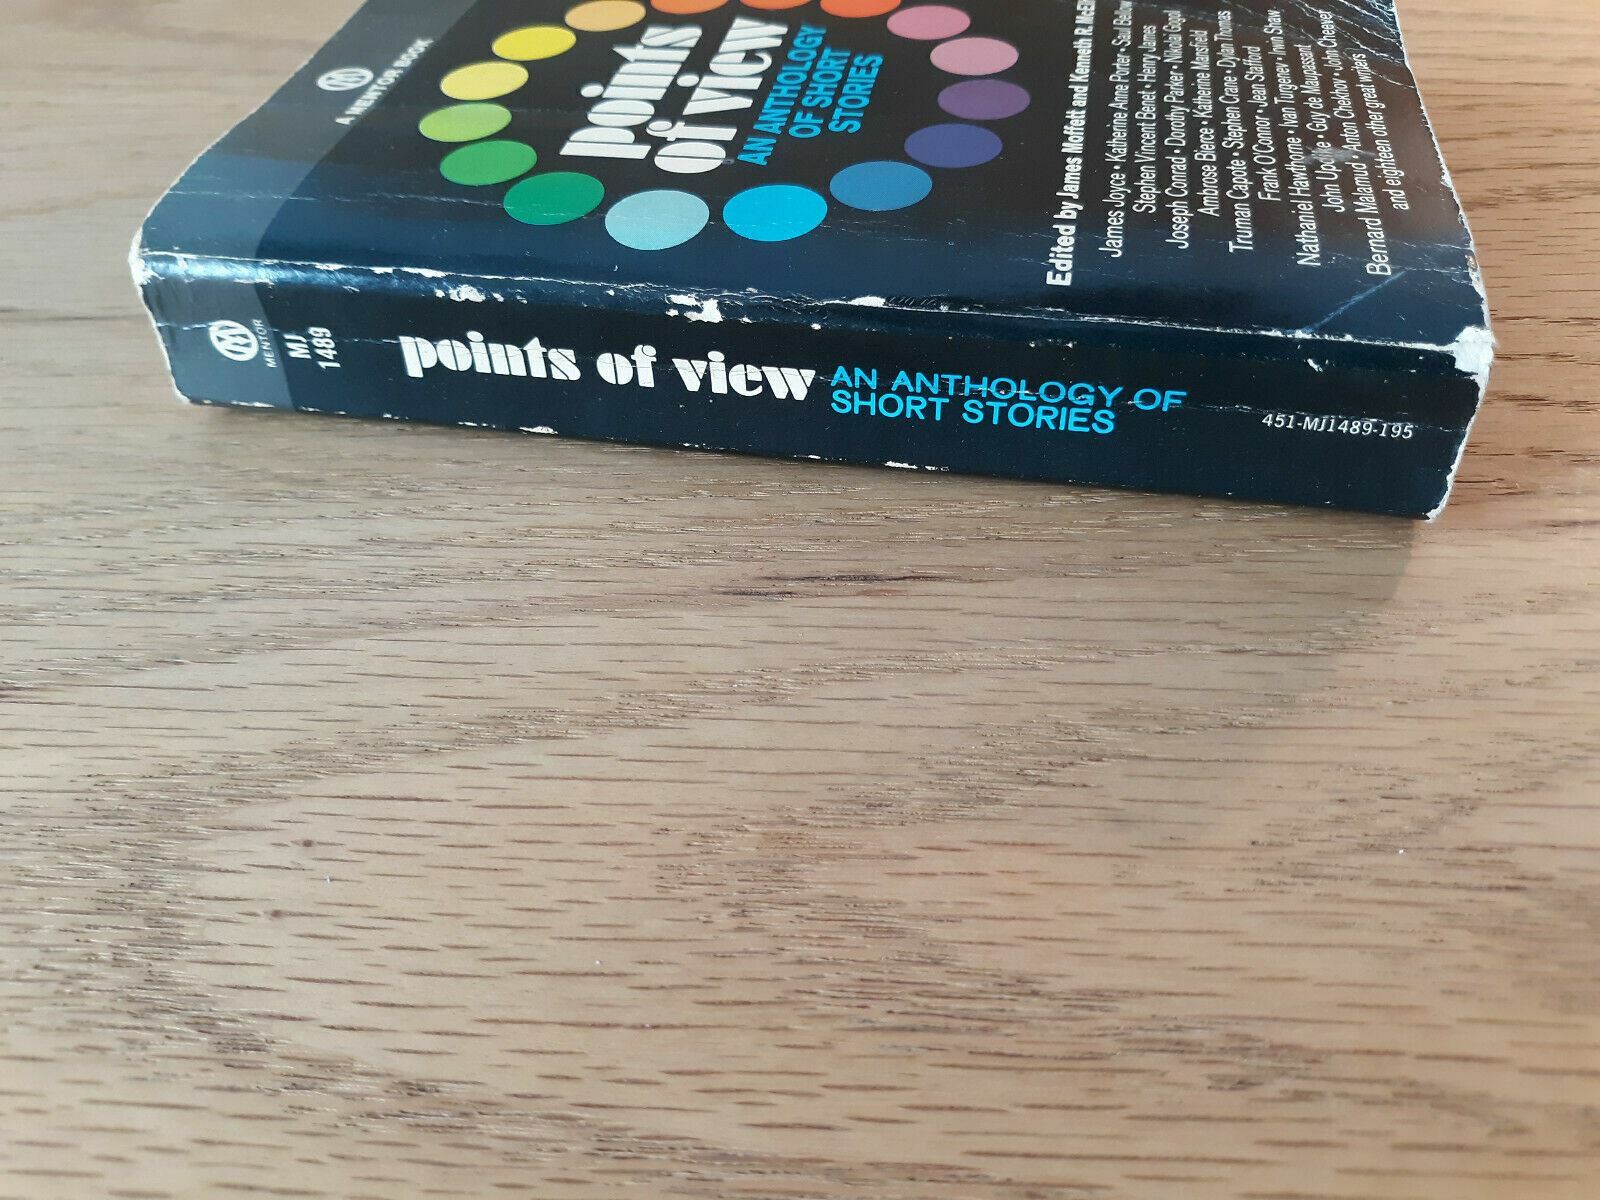 A MENTOR BOOK
points
of view
AN ANTHOLOGY
OF SHORT
STORIES
Edited by James Moffett and Kenneth R.
James Joyce • Katherine Anne Porter • Saul Bellow
Stephen Vincent Benet • Henry James
Joseph Conrad • Dorothy Parker • Nikolai Gogol
Ambrose Bierce • Katherine Mansfield
Truman Capote • Stephen Crane • Dylan Thomas
Frank O'Connor • Jean Stafford
Nathaniel Hawthorne • Ivan Turgenev • Irwin Shaw
John Updike • Guy de Maupassant
Bernard Malamud • Anton Chekhov • John Cheever
and eighteen other great writers
MENTOR
MJ
1489
points of view
AN ANTHOLOGY OF
SHORT STORIES
451-MJ1489-195